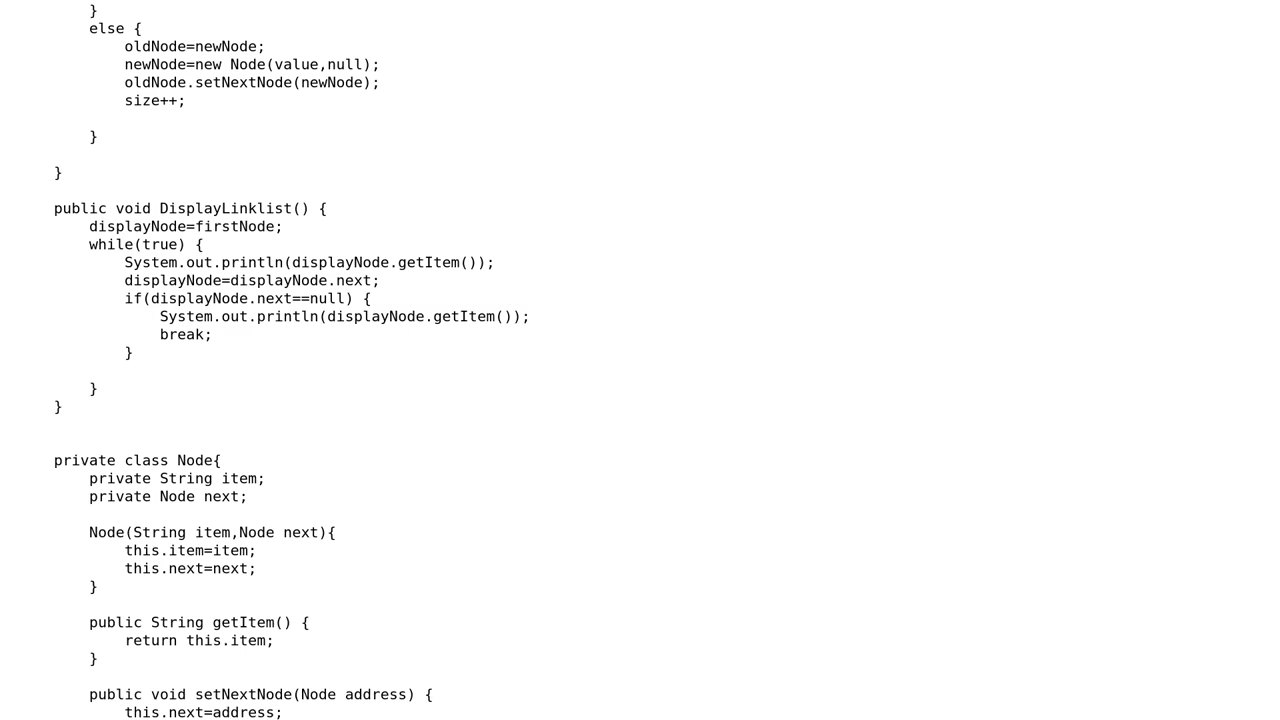 }
    else {
        oldNode=newNode;
        newNode=new Node(value,null);
        oldNode.setNextNode(newNode);
        size++;

    }

}

public void DisplayLinklist() {
    displayNode=firstNode;
    while(true) {
        System.out.println(displayNode.getItem());
        displayNode=displayNode.next;
        if(displayNode.next==null) {
            System.out.println(displayNode.getItem());
            break;
        }

    }
}


private class Node{
    private String item;
    private Node next;

    Node(String item,Node next){
        this.item=item;
        this.next=next;
    }

    public String getItem() {
        return this.item;
    }

    public void setNextNode(Node address) {
        this.next=address;